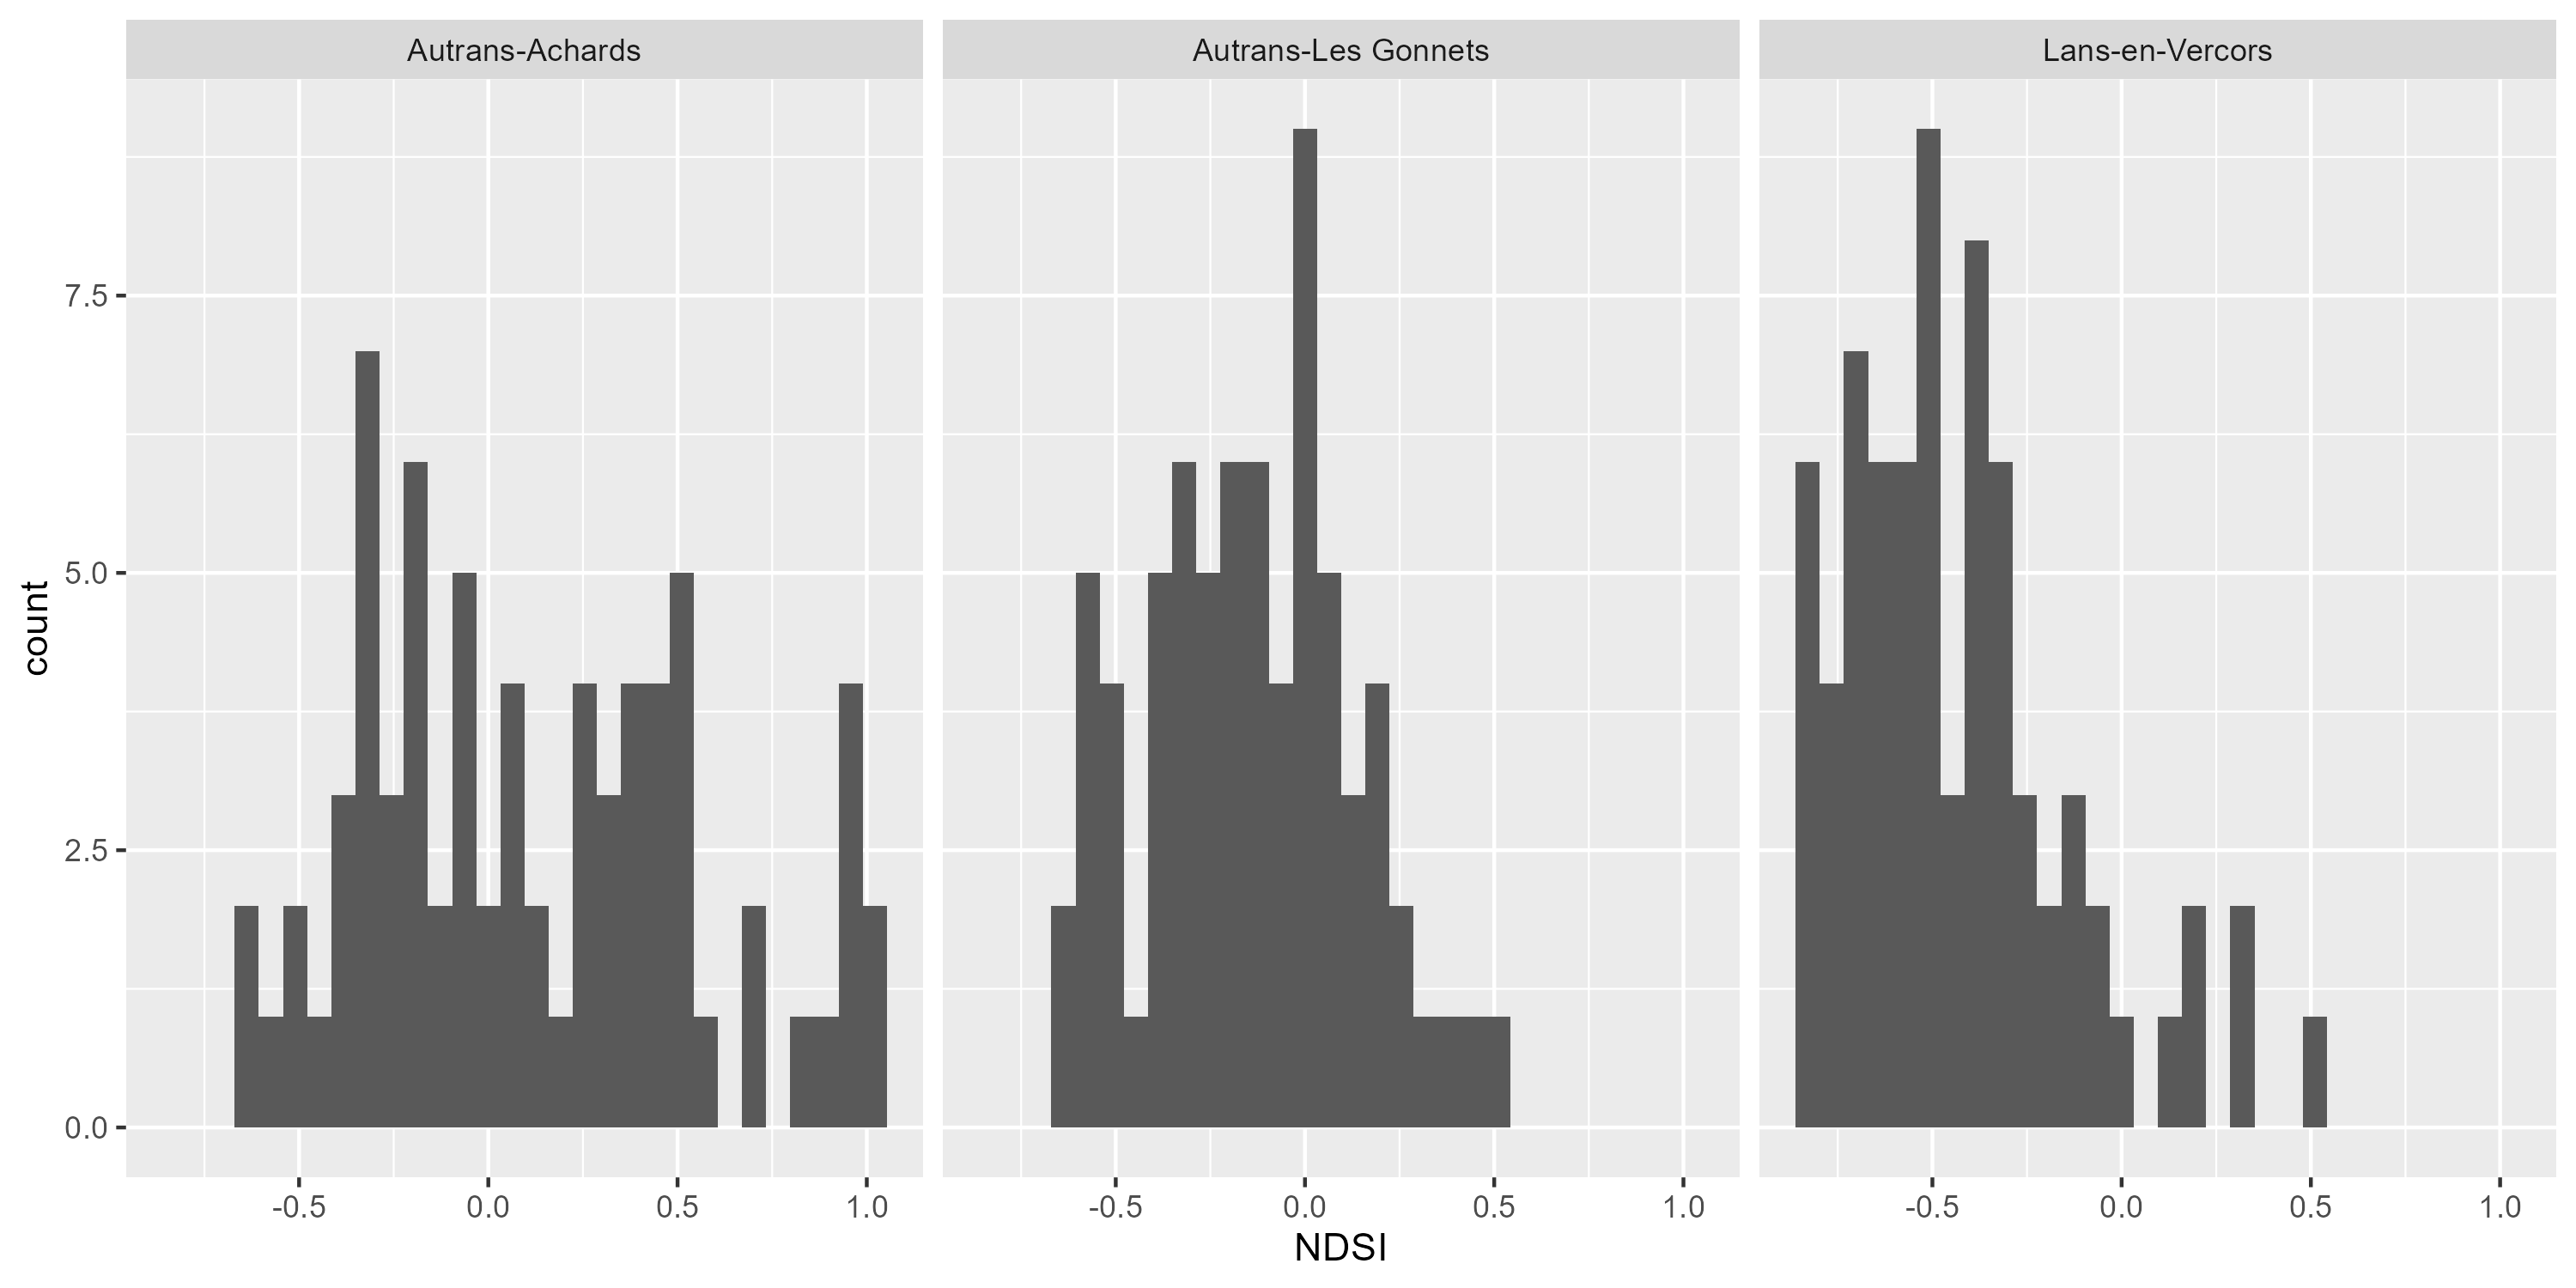 Autrans-Achards
Autrans-Les Gonnets
Lans-en-Vercors
count
7.5
5.0
2.5
0.0
-0.5 0.0 0.5 1.0
-0.5 0.0 0.5 1.0
-0.5 0.0 0.5 1.0
NDSI